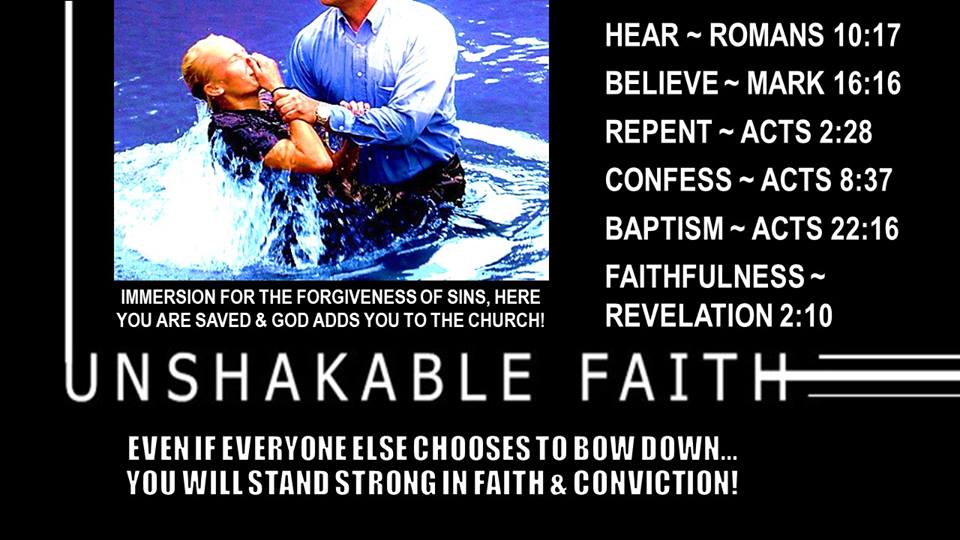 HEAR ~ ROMANS 10:17
BELIEVE ~ MARK 16:16
REPENT ~ ACTS 2:28
CONFESS ~ ACTS 8:37
BAPTISM ~ ACTS 22:16
FAITHFULNESS ~
REVELATION 2:10
IMMERSION FOR THE FORGIVENESS OF SINS, HERE
YOU ARE SAVED & GOD ADDS YOU TO THE CHURCH!
UNSHAKABLE FAITH
EVEN IF EVERYONE ELSE CHOOSES TO BOW DOWN...
YOU WILL STAND STRONG IN FAITH & CONVICTION!